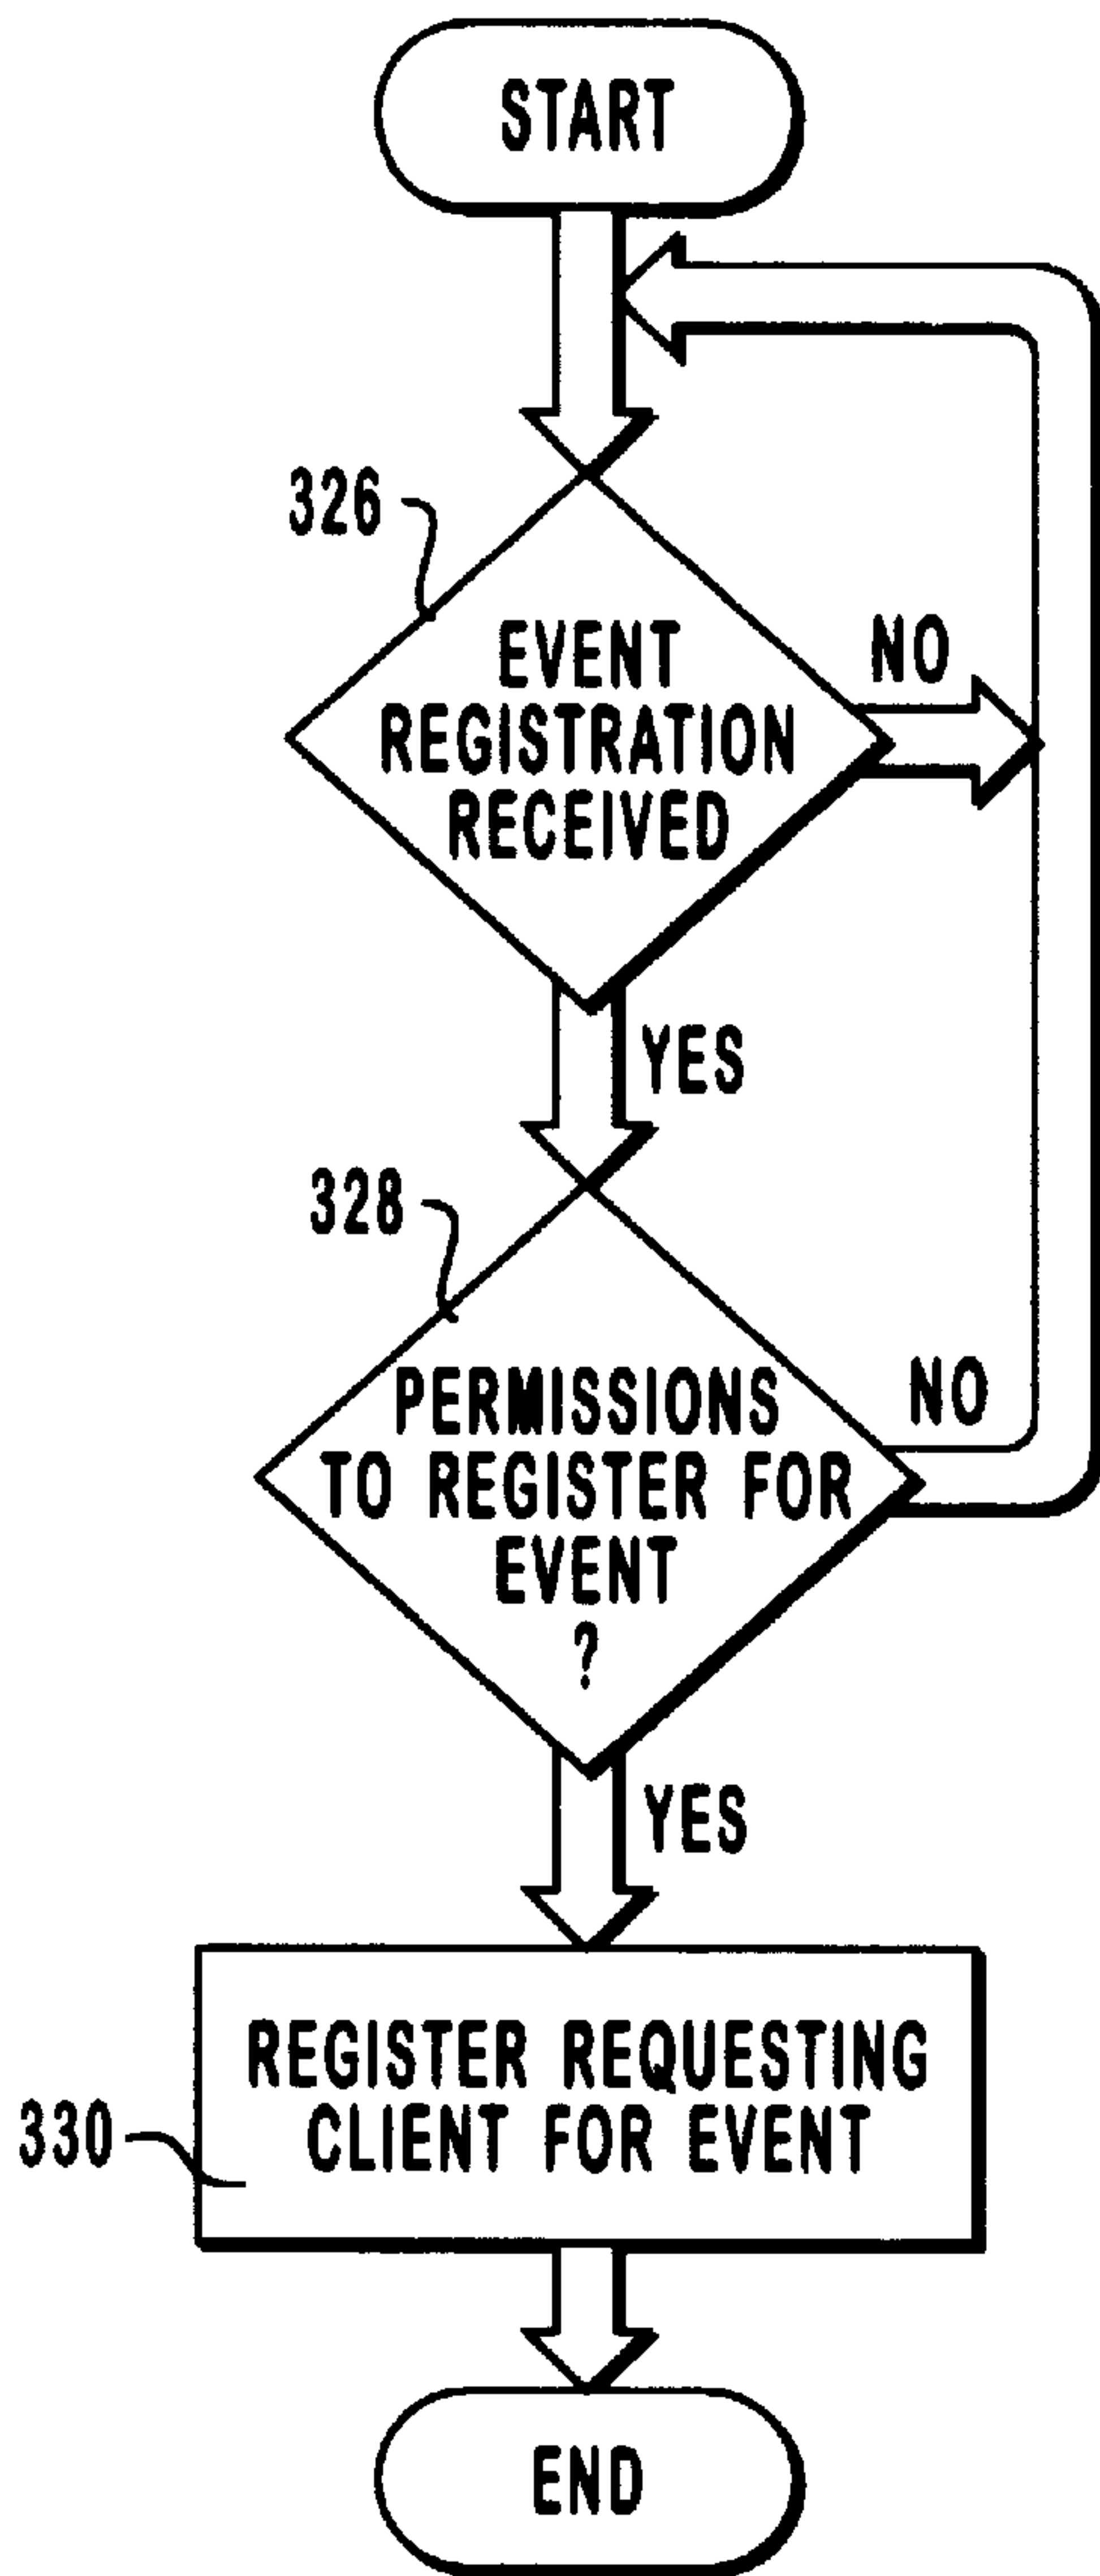 START
326
EVENT
REGISTRATION
RECEIVED
NO
YES
328
PERMISSIONS
TO REGISTER FOR
EVENT
?
NO
YES
REGISTER REQUESTING
CLIENT FOR EVENT
330
END